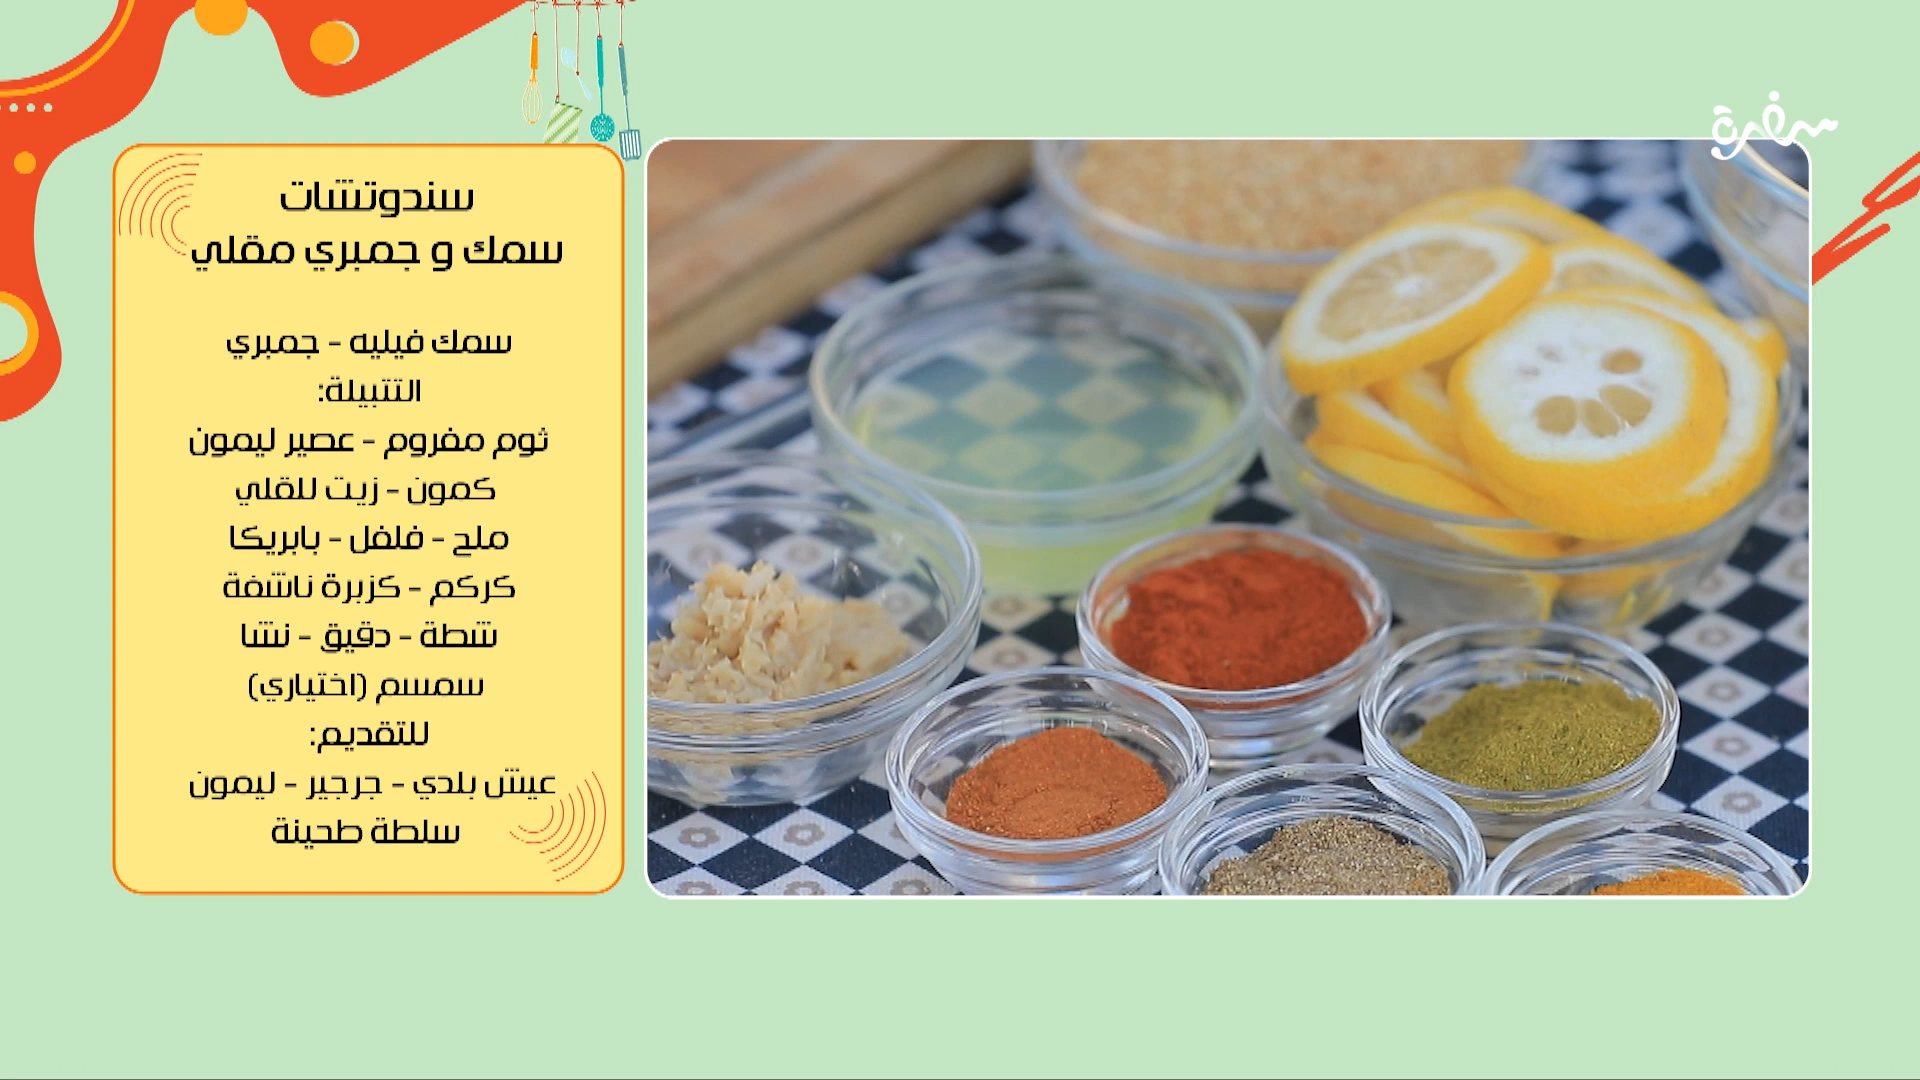 سفرة
سندوتشات
سمك و جمبري مقلي
سمك فيليه - جمبري
التتبيلة:
ثوم مفروم - عصير ليمون
كمون - زيت للقلي
ملح - فلفل - بابريكا
كركم - كزبرة ناشفة
شطة - دقيق - نشا
سمسم (اختياري)
للتقديم:
عيش بلدي - جرجير - ليمون
سلطة طحينة